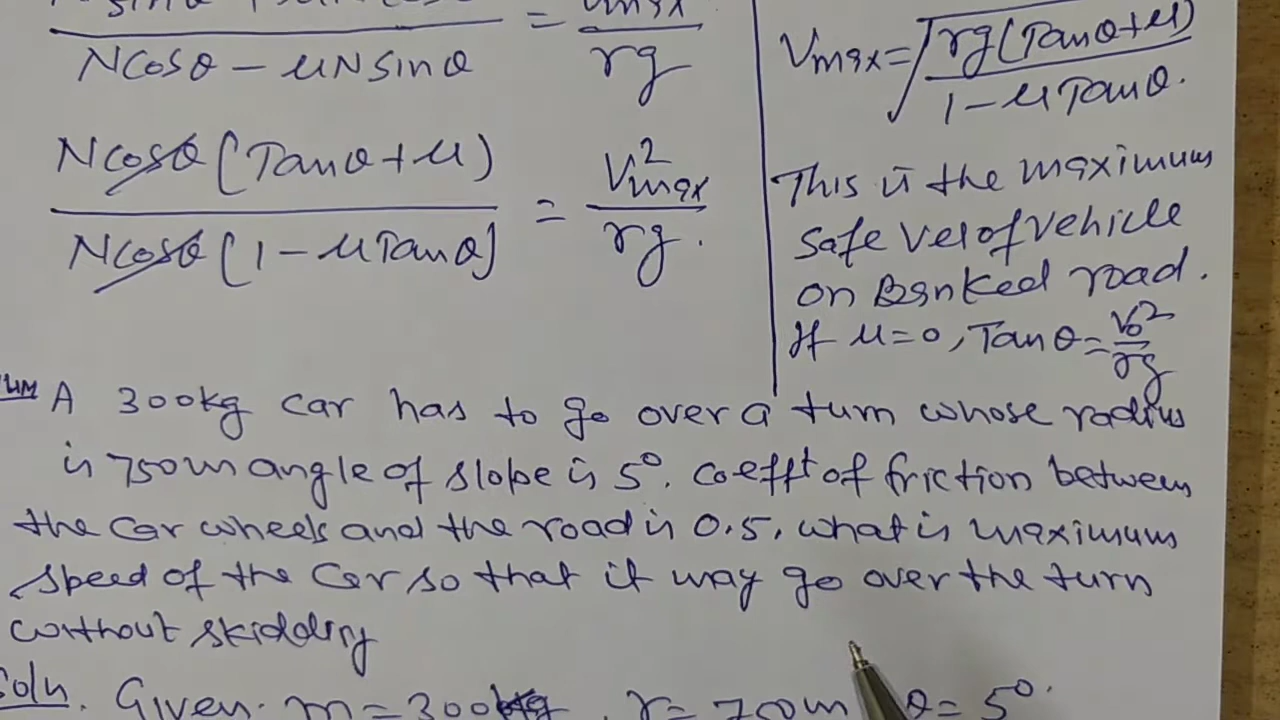 NCosθ - μNSinθ = rg
NCosθ (Tanθ+μ) / NCosθ (1-μTanθ) = V²max / rg.
Vmax = √ rg(Tanθ+μ) / 1-μTanθ.
This is the maximum
safe vel of vehicle
on Banked road.
If μ=0, Tanθ = V₀² / rg
A 300kg car has to go over a turn whose radius
is 750m angle of slope is 5°. coefft of friction between
the car wheels and the road is 0.5, what is maximum
speed of the car so that it may go over the turn
without skidding
Soln. Given. m=300kg, r=750m θ=5°.